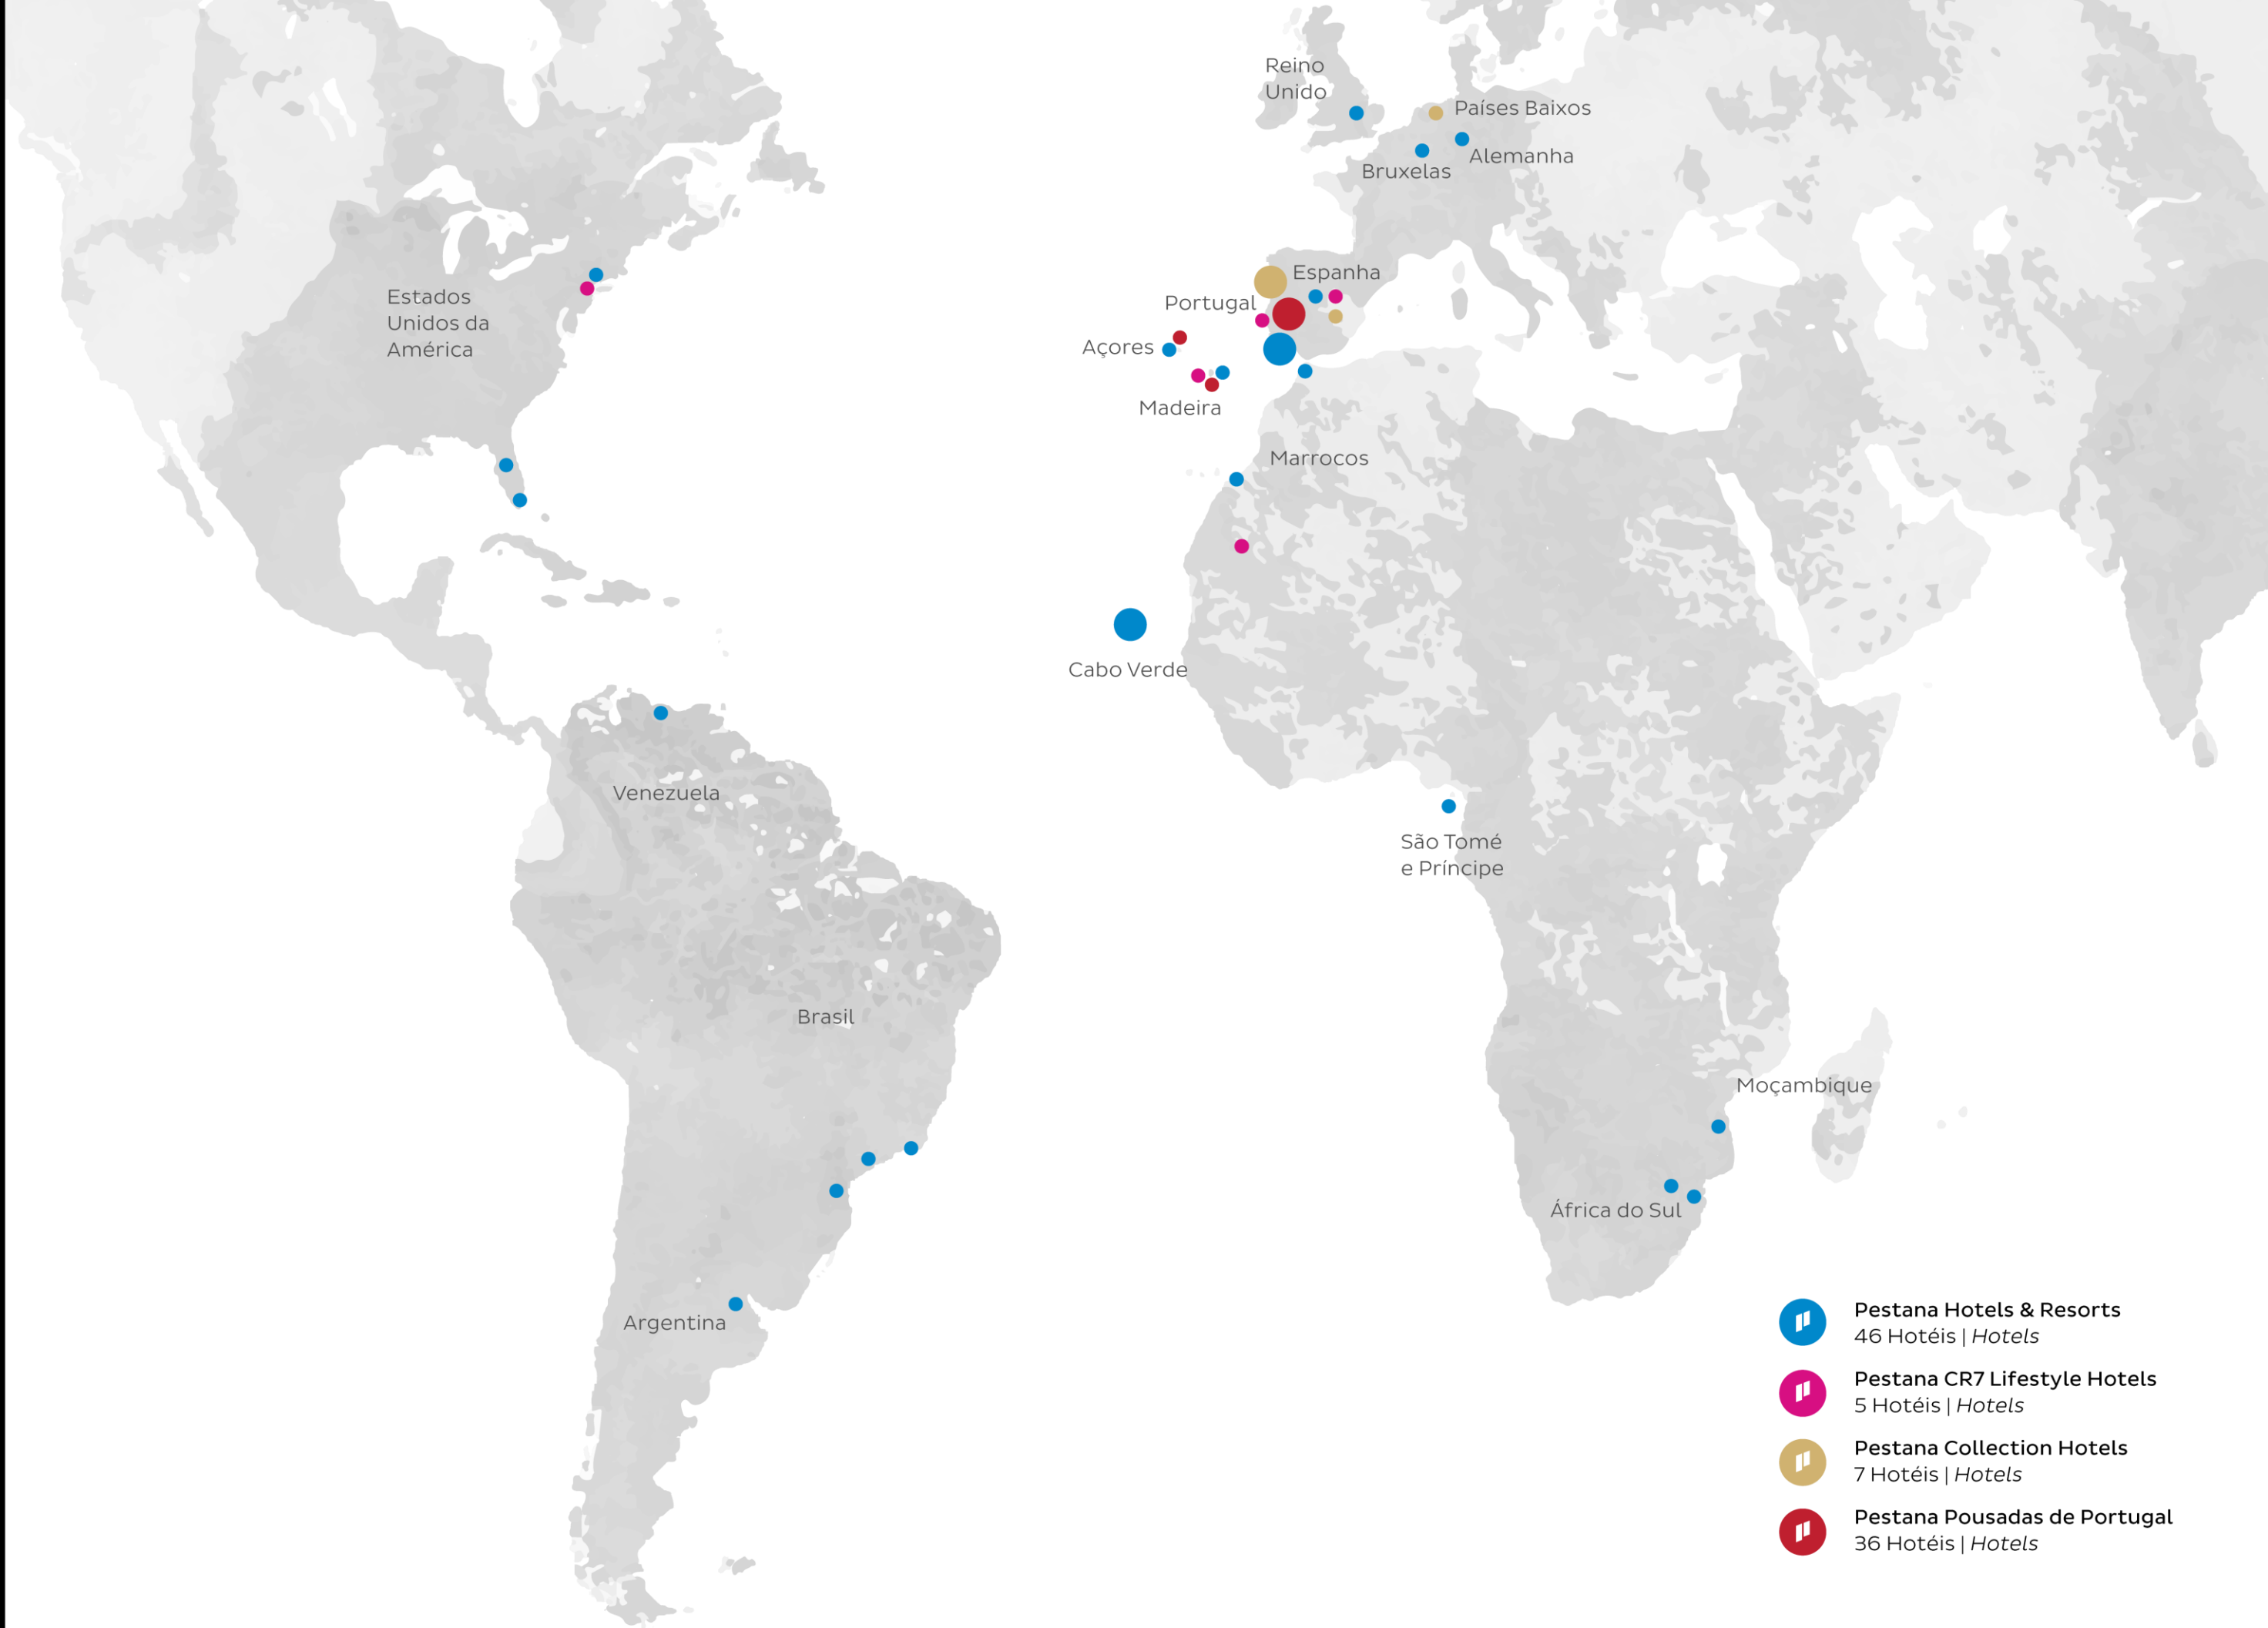 Reino
Unido
Países Baixos
Alemanha
Bruxelas
Espanha
Portugal
Estados
Unidos da
América
Açores
Madeira
Marrocos
Cabo Verde
Venezuela
São Tomé
e Príncipe
Brasil
Moçambique
África do Sul
Argentina
Pestana Hotels & Resorts
46 Hotéis | Hotels
Pestana CR7 Lifestyle Hotels
5 Hotéis | Hotels
Pestana Collection Hotels
7 Hotéis | Hotels
Pestana Pousadas de Portugal
36 Hotéis | Hotels